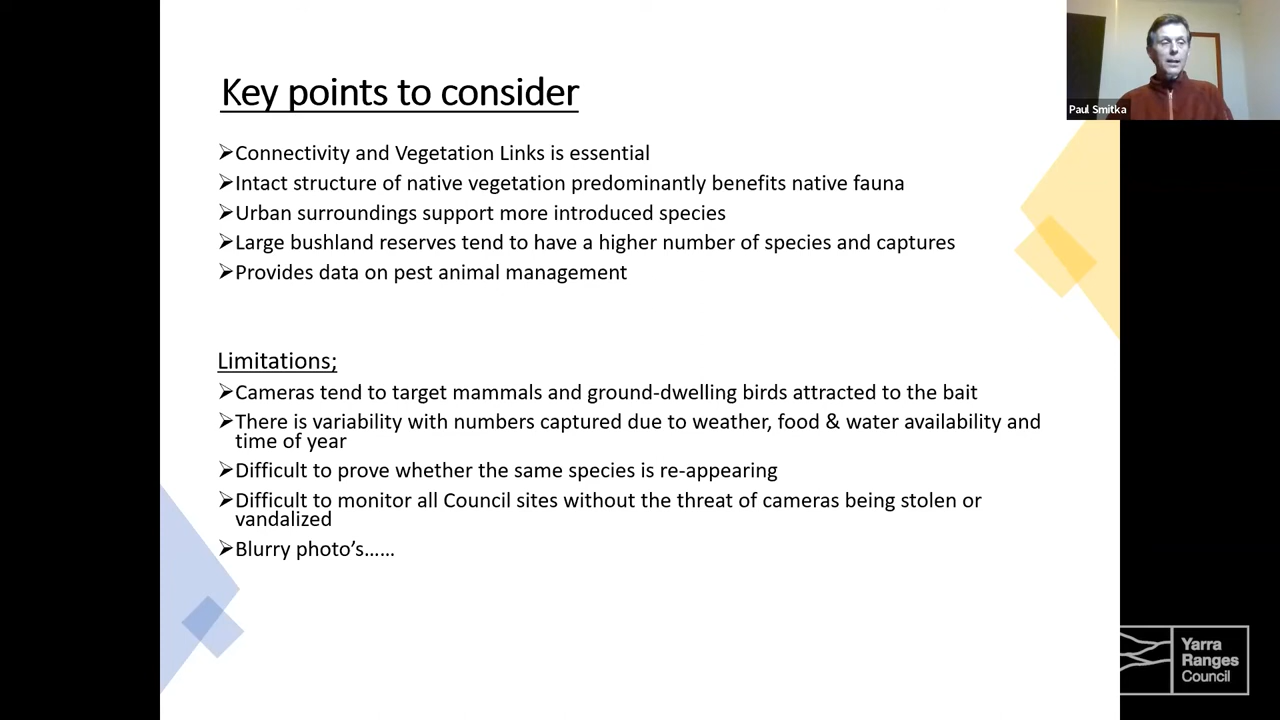 Key points to consider
➢Connectivity and Vegetation Links is essential
➢Intact structure of native vegetation predominantly benefits native fauna
➢Urban surroundings support more introduced species
➢Large bushland reserves tend to have a higher number of species and captures
➢Provides data on pest animal management
Limitations;
➢Cameras tend to target mammals and ground-dwelling birds attracted to the bait
➢There is variability with numbers captured due to weather, food & water availability and
time of year
➢Difficult to prove whether the same species is re-appearing
➢Difficult to monitor all Council sites without the threat of cameras being stolen or
vandalized
➢Blurry photo’s……
Paul Smitka
Yarra
Ranges
Council